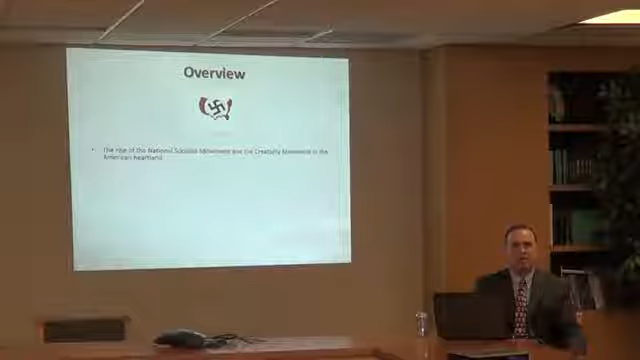 Overview
• The rise of the National Socialist Movement and the Creativity Movement in the
American heartland